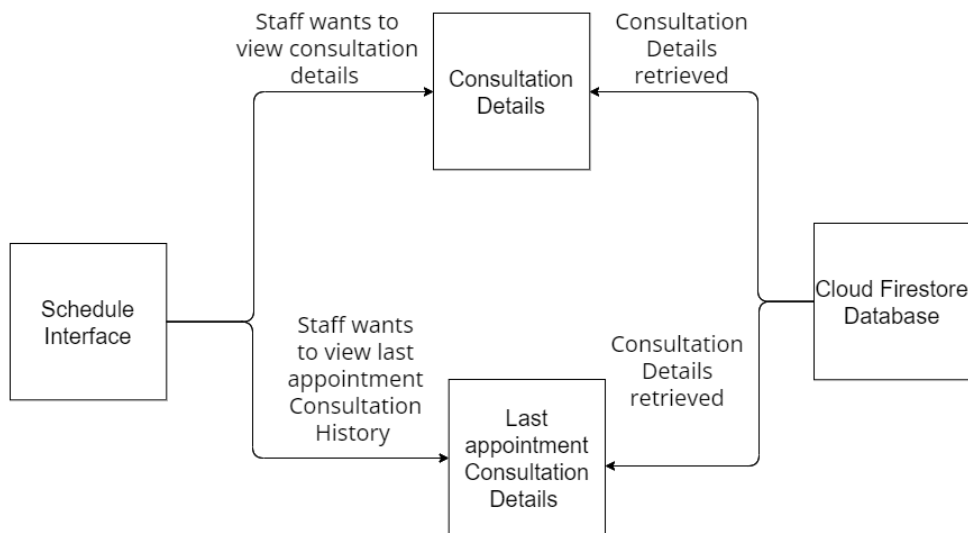 Staff wants to
view consultation
details
Consultation
Details
Consultation
Details
retrieved
Schedule
Interface
Cloud Firestore
Database
Staff wants
to view last
appointment
Consultation
History
Last
appointment
Consultation
Details
Consultation
Details
retrieved